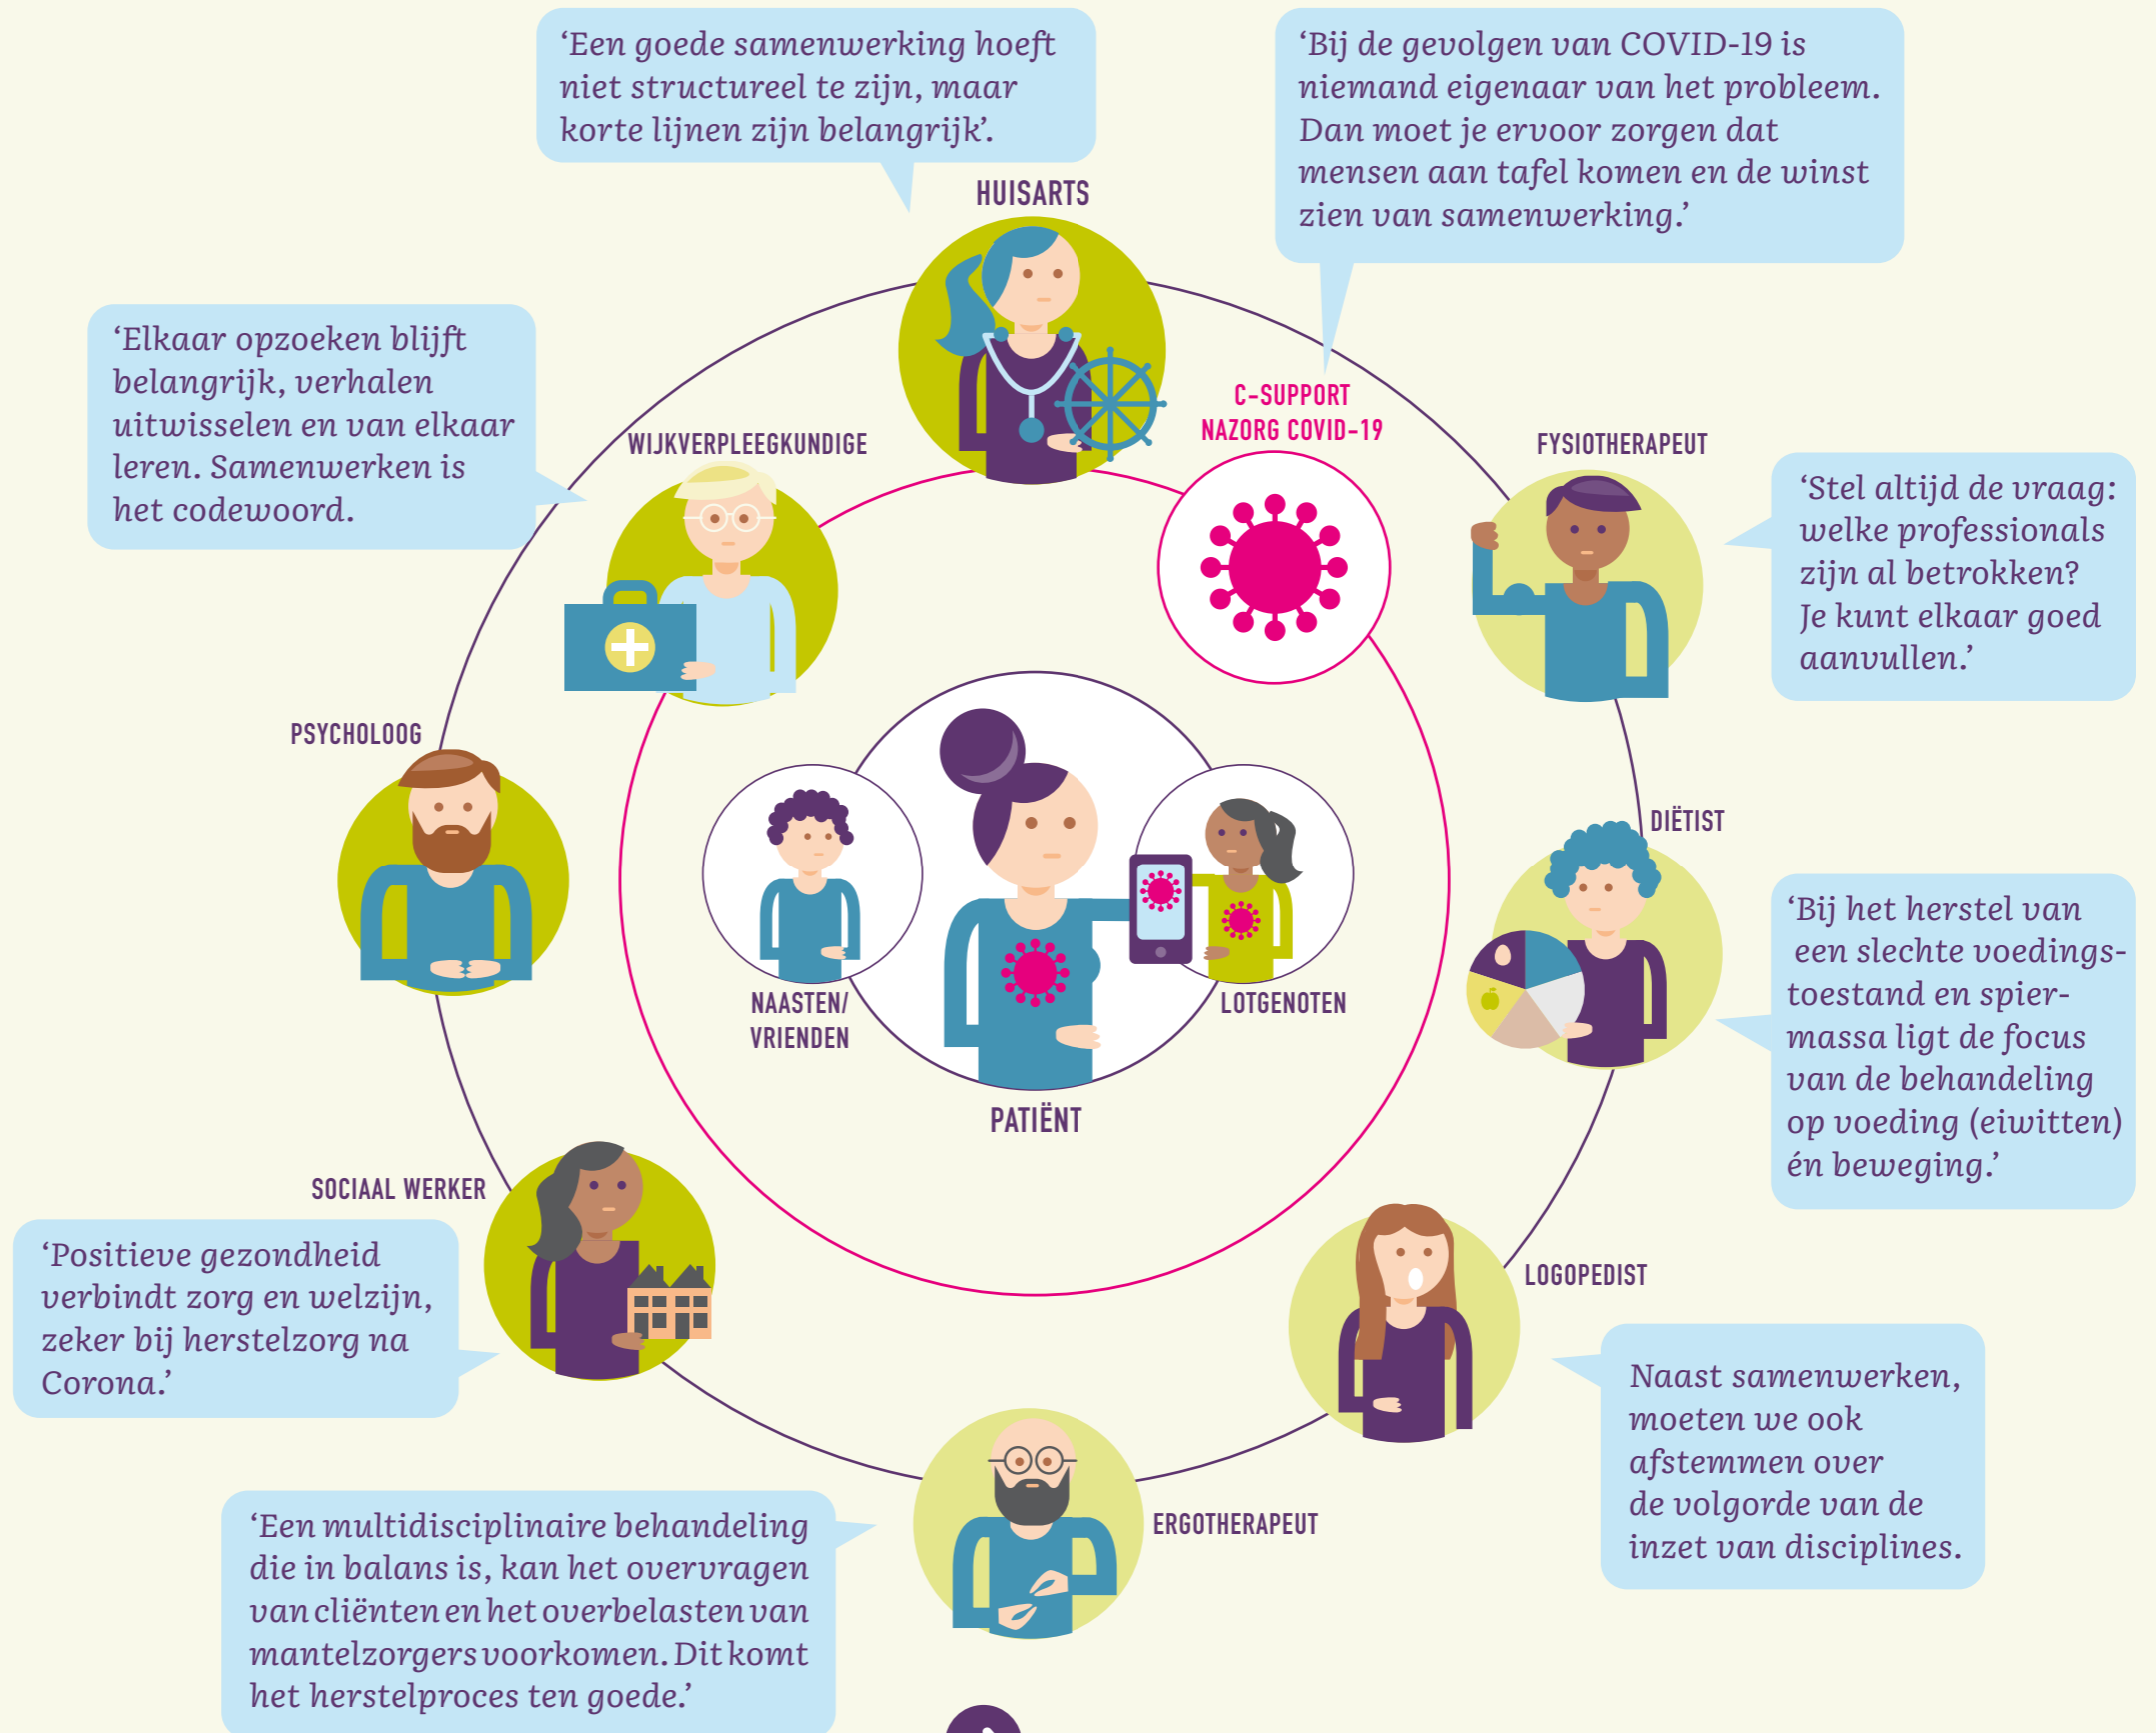 ‘Een goede samenwerking hoeft
niet structureel te zijn, maar
korte lijnen zijn belangrijk’.
‘Bij de gevolgen van COVID-19 is
niemand eigenaar van het probleem.
Dan moet je ervoor zorgen dat
mensen aan tafel komen en de winst
zien van samenwerking.’
HUISARTS
‘Elkaar opzoeken blijft
belangrijk, verhalen
uitwisselen en van elkaar
leren. Samenwerken is
het codewoord.
WIJKVERPLEEGKUNDIGE
C-SUPPORT
NAZORG COVID-19
FYSIOTHERAPEUT
‘Stel altijd de vraag:
welke professionals
zijn al betrokken?
Je kunt elkaar goed
aanvullen.’
PSYCHOLOOG
DIËTIST
‘Bij het herstel van
een slechte voedings-
toestand en spier-
massa ligt de focus
van de behandeling
op voeding (eiwitten)
én beweging.’
NAASTEN/
VRIENDEN
LOTGENOTEN
PATIËNT
SOCIAAL WERKER
‘Positieve gezondheid
verbindt zorg en welzijn,
zeker bij herstelzorg na
Corona.’
LOGOPEDIST
Naast samenwerken,
moeten we ook
afstemmen over
de volgorde van de
inzet van disciplines.
ERGOTHERAPEUT
‘Een multidisciplinaire behandeling
die in balans is, kan het overvragen
van cliënten en het overbelasten van
mantelzorgers voorkomen. Dit komt
het herstelproces ten goede.’